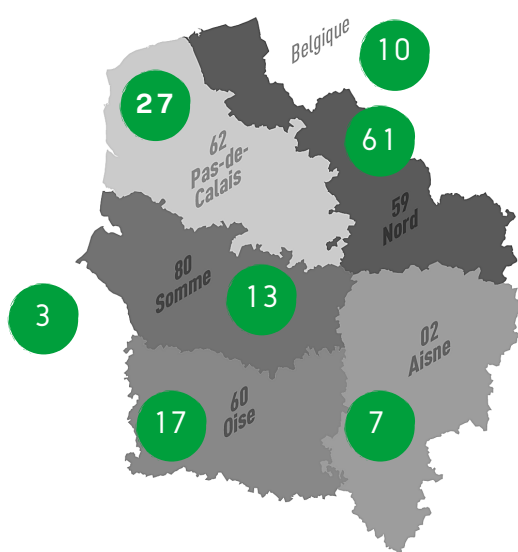 Belgique
10
27
61
62
Pas-de-
Calais
59
Nord
80
Somme
13
3
02
Aisne
60
Oise
17
7